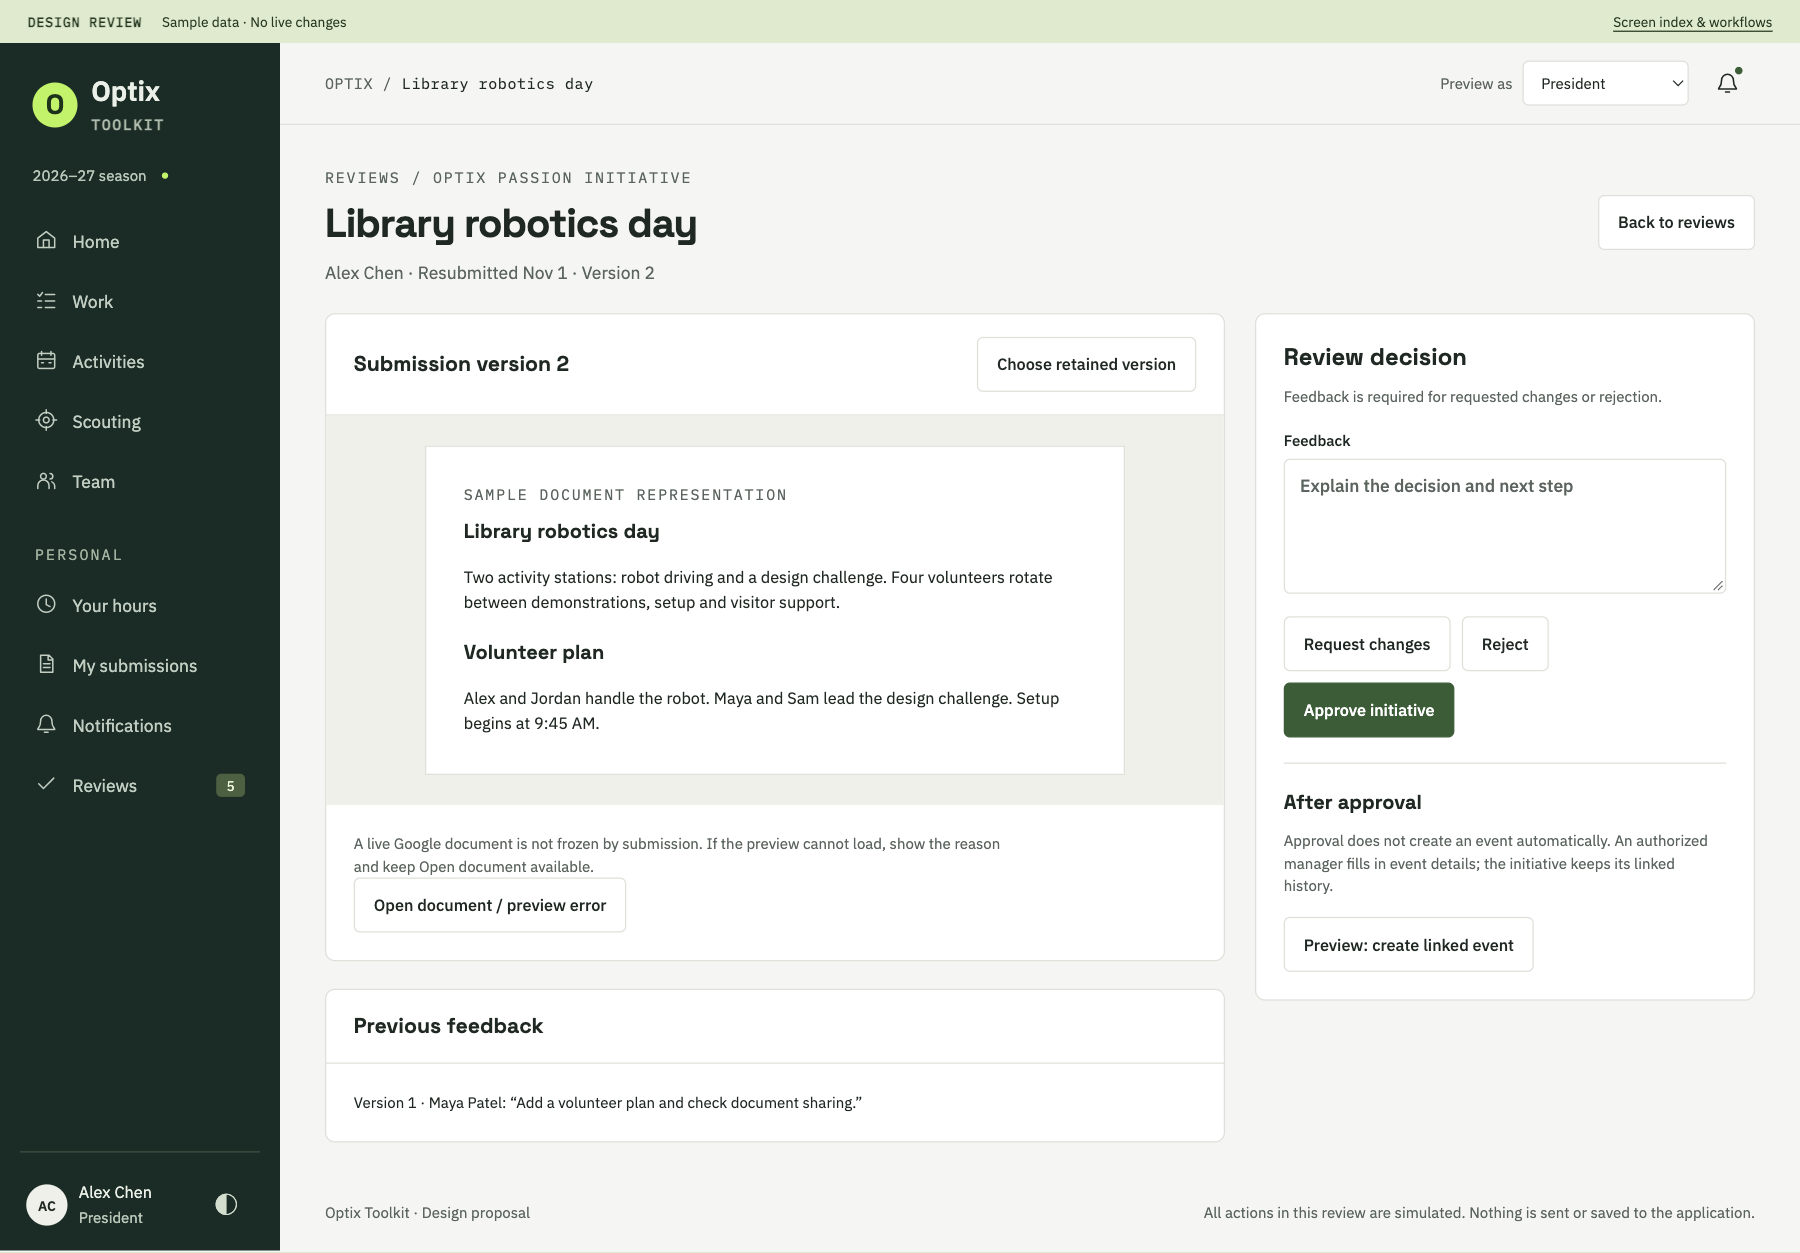 DESIGN REVIEW Sample data · No live changes
Screen index & workflows
O
Optix
TOOLKIT
2026–27 season
Home
Work
Activities
Scouting
Team
PERSONAL
Your hours
My submissions
Notifications
Reviews 5
AC
Alex Chen
President
OPTIX / Library robotics day
Preview as
President
REVIEWS / OPTIX PASSION INITIATIVE
Library robotics day
Alex Chen · Resubmitted Nov 1 · Version 2
Back to reviews
Submission version 2
Choose retained version
SAMPLE DOCUMENT REPRESENTATION
Library robotics day
Two activity stations: robot driving and a design challenge. Four volunteers rotate
between demonstrations, setup and visitor support.
Volunteer plan
Alex and Jordan handle the robot. Maya and Sam lead the design challenge. Setup
begins at 9:45 AM.
A live Google document is not frozen by submission. If the preview cannot load, show the reason
and keep Open document available.
Open document / preview error
Previous feedback
Version 1 · Maya Patel: “Add a volunteer plan and check document sharing.”
Review decision
Feedback is required for requested changes or rejection.
Feedback
Explain the decision and next step
Request changes
Reject
Approve initiative
After approval
Approval does not create an event automatically. An authorized
manager fills in event details; the initiative keeps its linked
history.
Preview: create linked event
Optix Toolkit · Design proposal
All actions in this review are simulated. Nothing is sent or saved to the application.